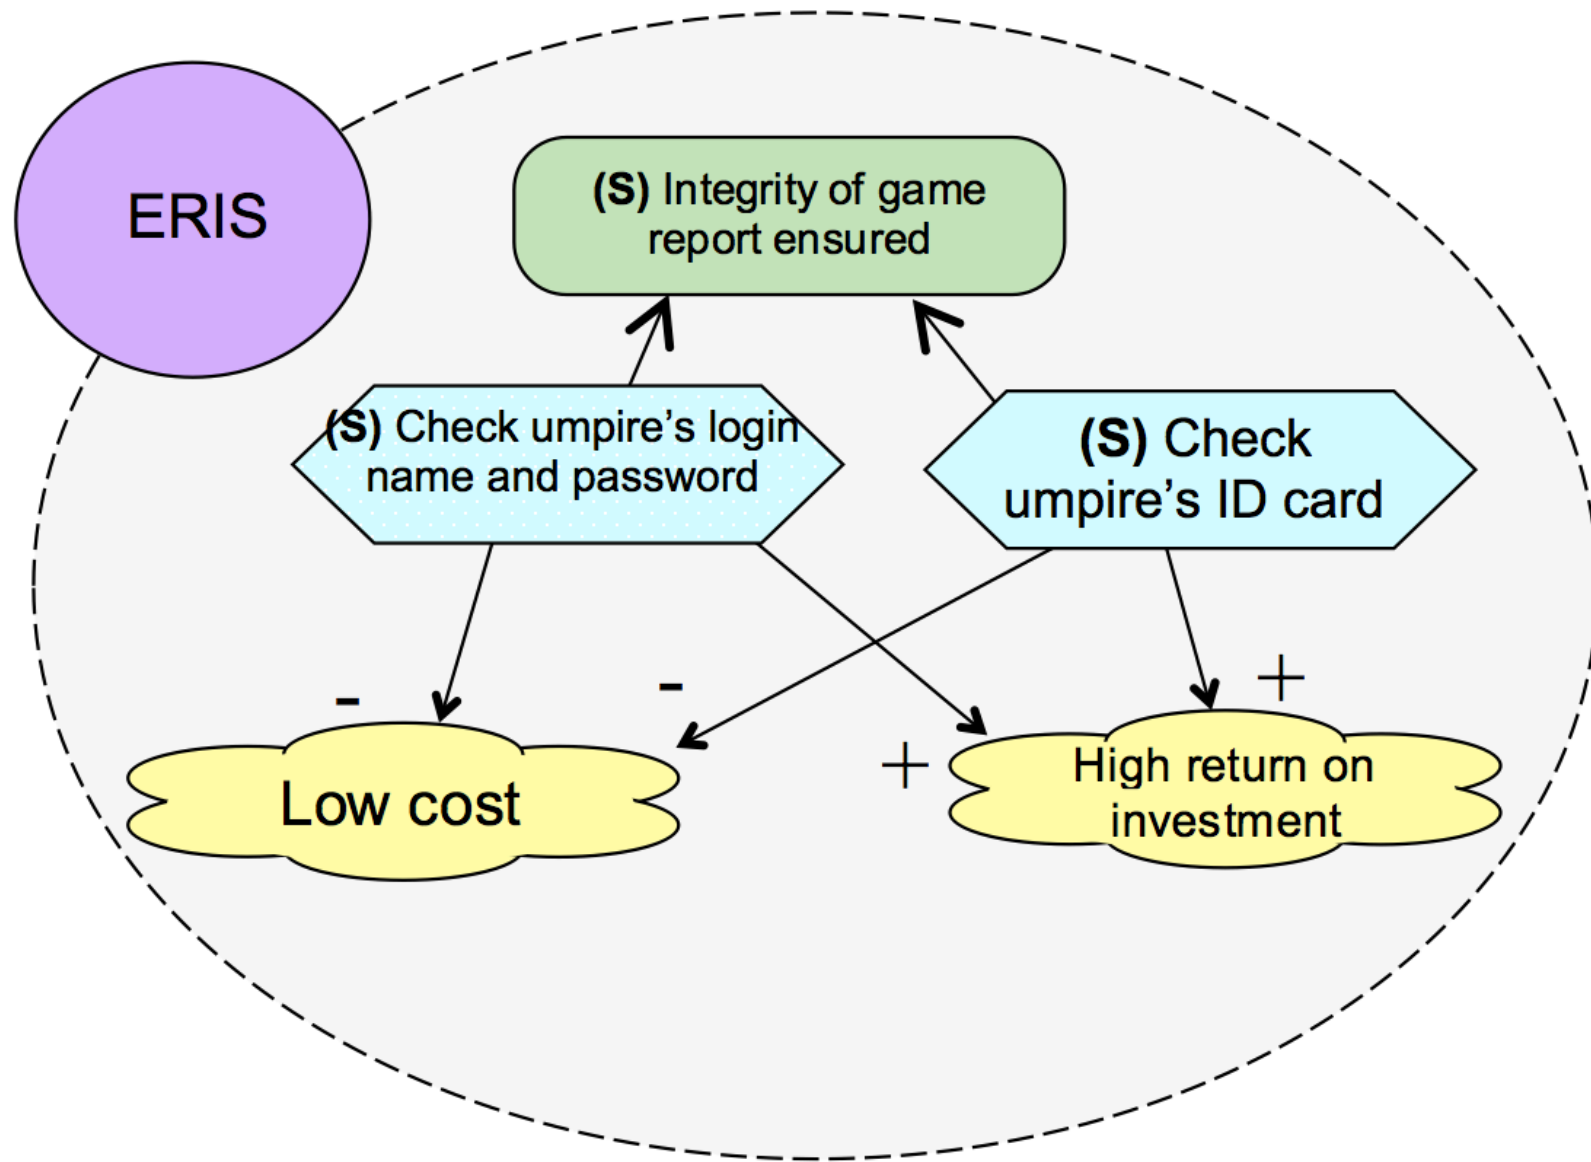 ERIS
(S) Integrity of game
report ensured
(S) Check umpire’s login
name and password
(S) Check
umpire’s ID card
-
-
+
+
Low cost
High return on
investment